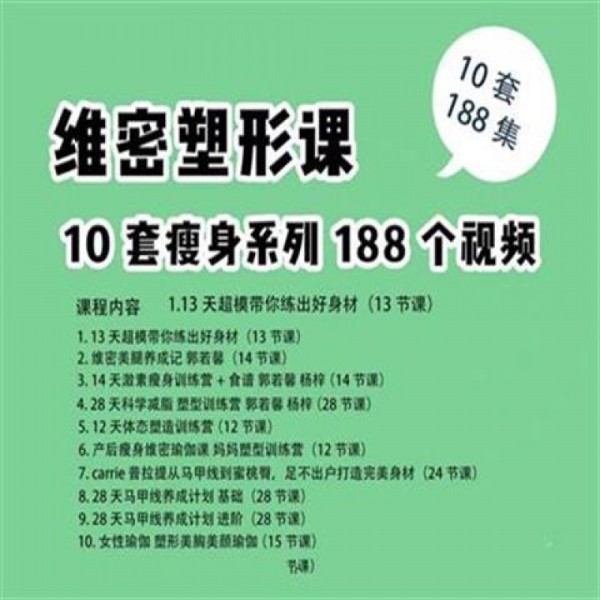 10 套
188 集
维密塑形课
10 套瘦身系列 188 个视频
课程内容 1.13 天超模带你练出好身材（13 节课）
1. 13 天超模带你练出好身材（13 节课）
2. 维密美腿养成记 郭若馨（14 节课）
3. 14 天激素瘦身训练营 + 食谱 郭若馨 杨梓（14 节课）
4. 28 天科学减脂 塑型训练营 郭若馨 杨梓（28 节课）
5. 12 天体态塑造训练营（12 节课）
6. 产后瘦身维密瑜伽课 妈妈塑型训练营（12 节课）
7. carrie 普拉提从马甲线到蜜桃臀，足不出户打造完美身材（24 节课）
8. 28 天马甲线养成计划 基础（28 节课）
9. 28 天马甲线养成计划 进阶（28 节课）
10. 女性瑜伽 塑形美胸美颜瑜伽（15 节课）
节课）